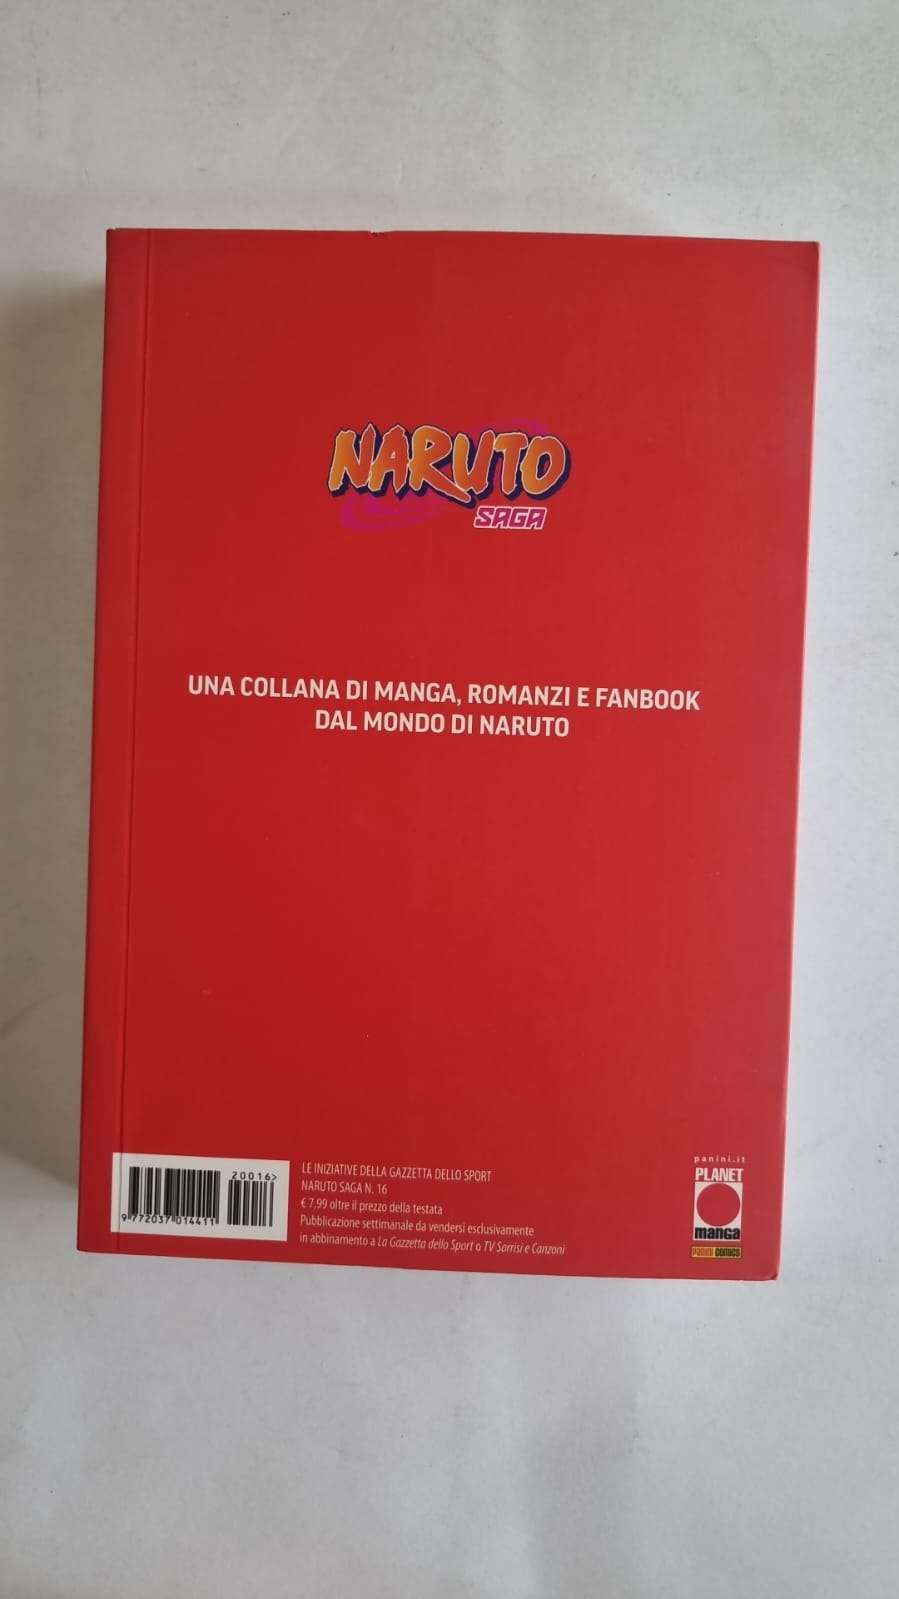 NARUTO
SAGA
UNA COLLANA DI MANGA, ROMANZI E FANBOOK
DAL MONDO DI NARUTO
20016>
9 772037 014411
LE INIZIATIVE DELLA GAZZETTA DELLO SPORT
NARUTO SAGA N. 16
€ 7,99 oltre il prezzo della testata
Pubblicazione settimanale da vendersi esclusivamente
in abbinamento a La Gazzetta dello Sport o TV Sorrisi e Canzoni
panini.it
PLANET
manga
PANINI COMICS